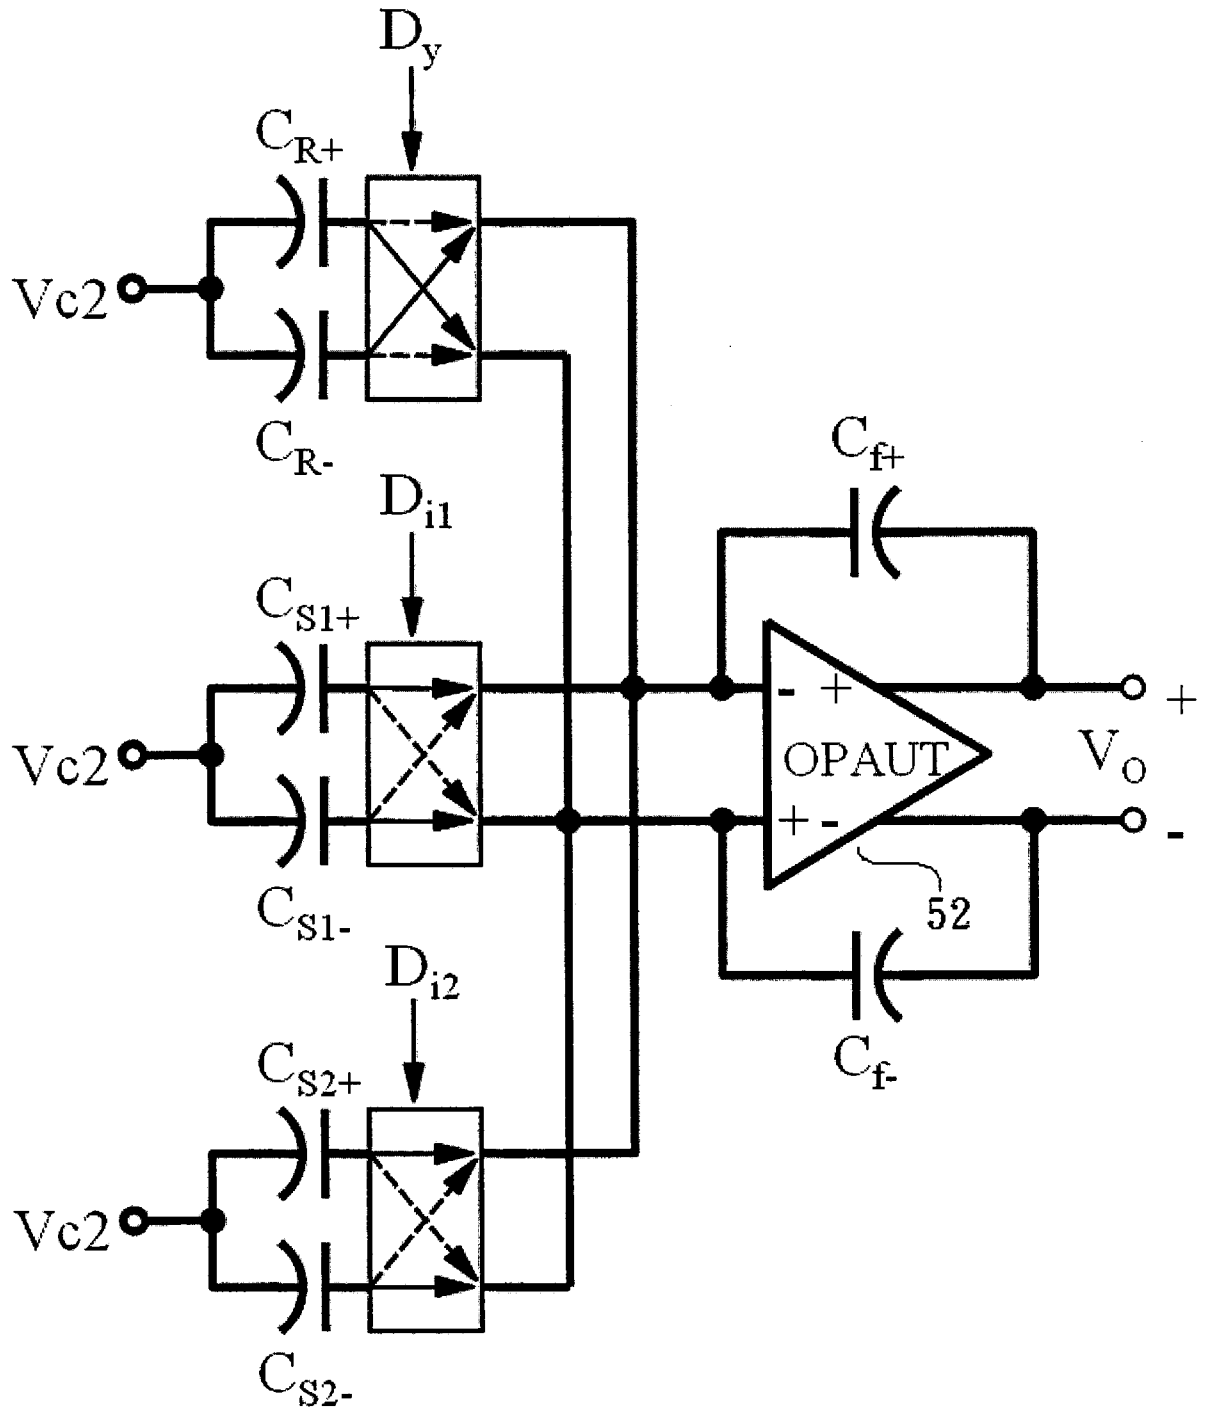 Dy
CR+
Vc2
CR-
Cf+
Di1
CS1+
- +
+
Vc2
OPAUT
VO
+ -
-
52
CS1-
Di2
CS2+
Cf-
Vc2
CS2-